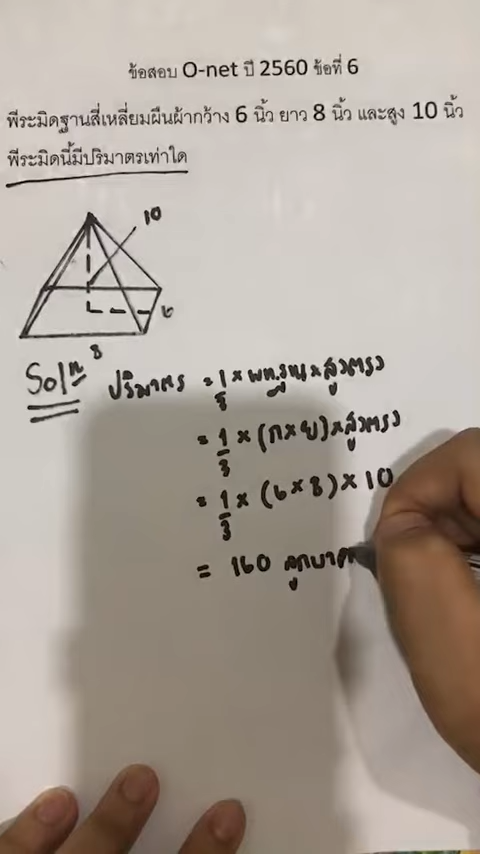 ข้อสอบ O-net ปี 2560 ข้อที่ 6
พีระมิดฐานสี่เหลี่ยมผืนผ้ากว้าง 6 นิ้ว ยาว 8 นิ้ว และสูง 10 นิ้ว
พีระมิดนี้มีปริมาตรเท่าใด
10
6
8
Solⁿ ปริมาตร = 1/3 × พท.ฐาน × สูงตรง
= 1/3 × (ก × ย) × สูงตรง
= 1/3 × (6 × 8) × 10
= 160 ลูกบาศ